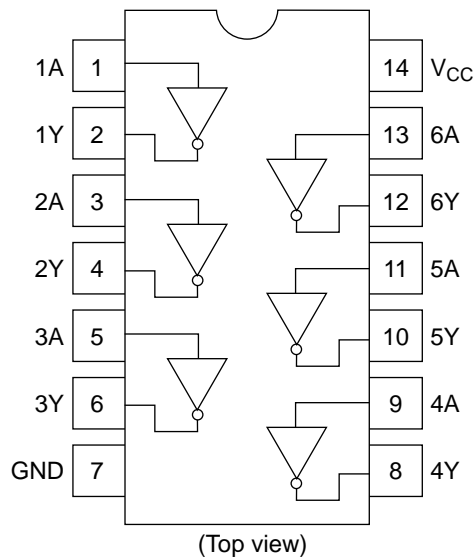 1A 1 14 VCC
1Y 2 13 6A
2A 3 12 6Y
2Y 4 11 5A
3A 5 10 5Y
3Y 6 9 4A
GND 7 8 4Y
(Top view)